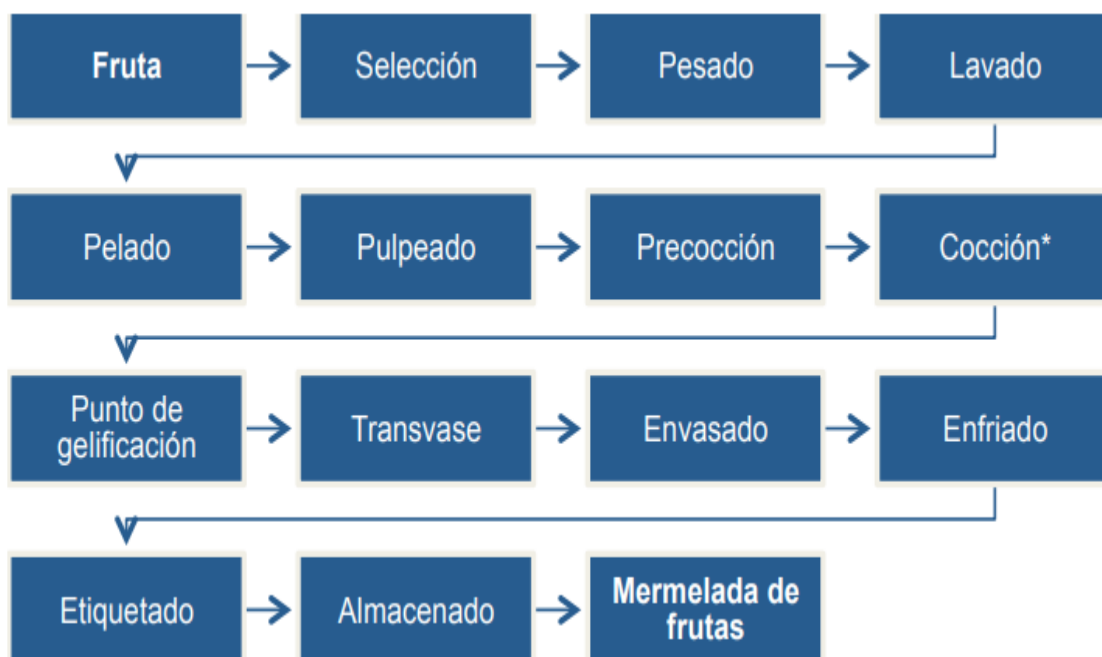 Fruta
Selección
Pesado
Lavado
Pelado
Pulpeado
Precocción
Cocción*
Punto de
gelificación
Transvase
Envasado
Enfriado
Etiquetado
Almacenado
Mermelada de
frutas